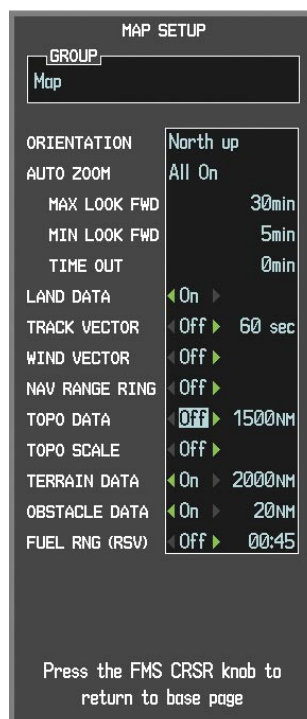 MAP SETUP
GROUP
Map
ORIENTATION North up
AUTO ZOOM All On
MAX LOOK FWD 30min
MIN LOOK FWD 5min
TIME OUT 0min
LAND DATA On
TRACK VECTOR Off 60 sec
WIND VECTOR Off
NAV RANGE RING Off
TOPO DATA Off 1500NM
TOPO SCALE Off
TERRAIN DATA On 2000NM
OBSTACLE DATA On 20NM
FUEL RNG (RSV) Off 00:45
Press the FMS CRSR knob to
return to base page